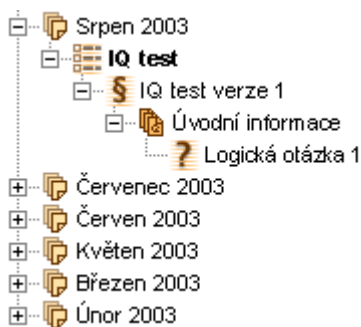 Srpen 2003
IQ test
IQ test verze 1
Úvodní informace
Logická otázka 1
Červenec 2003
Červen 2003
Květen 2003
Březen 2003
Únor 2003